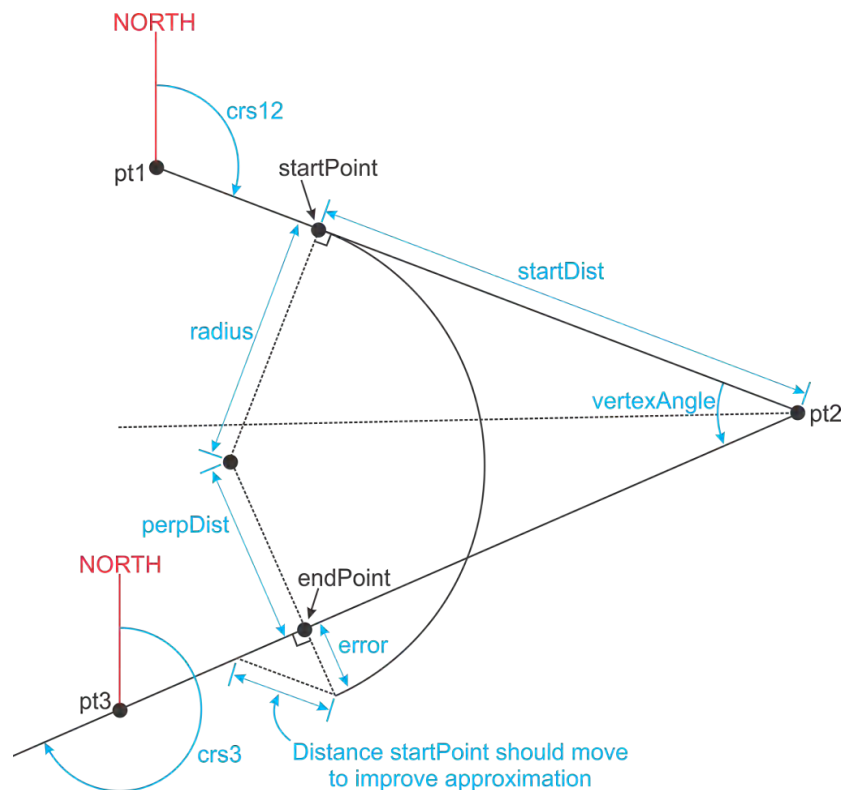 NORTH
crs12
pt1
startPoint
startDist
radius
vertexAngle
pt2
perpDist
NORTH
endPoint
error
pt3
crs3
Distance startPoint should move
to improve approximation